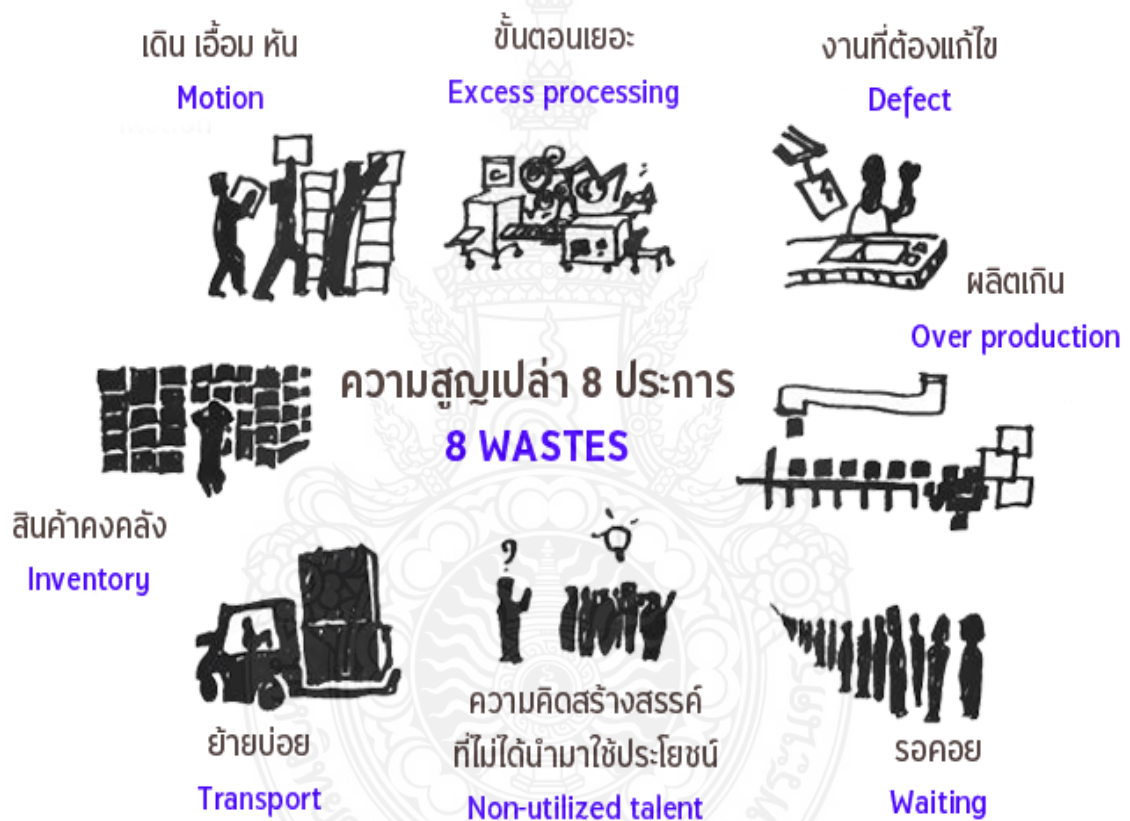 เดิน เอื้อม หัน
Motion
ขั้นตอนเยอะ
Excess processing
งานที่ต้องแก้ไข
Defect
ผลิตเกิน
Over production
ความสูญเปล่า 8 ประการ
8 WASTES
สินค้าคงคลัง
Inventory
ย้ายบ่อย
Transport
ความคิดสร้างสรรค์
ที่ไม่ได้นำมาใช้ประโยชน์
Non-utilized talent
รอคอย
Waiting